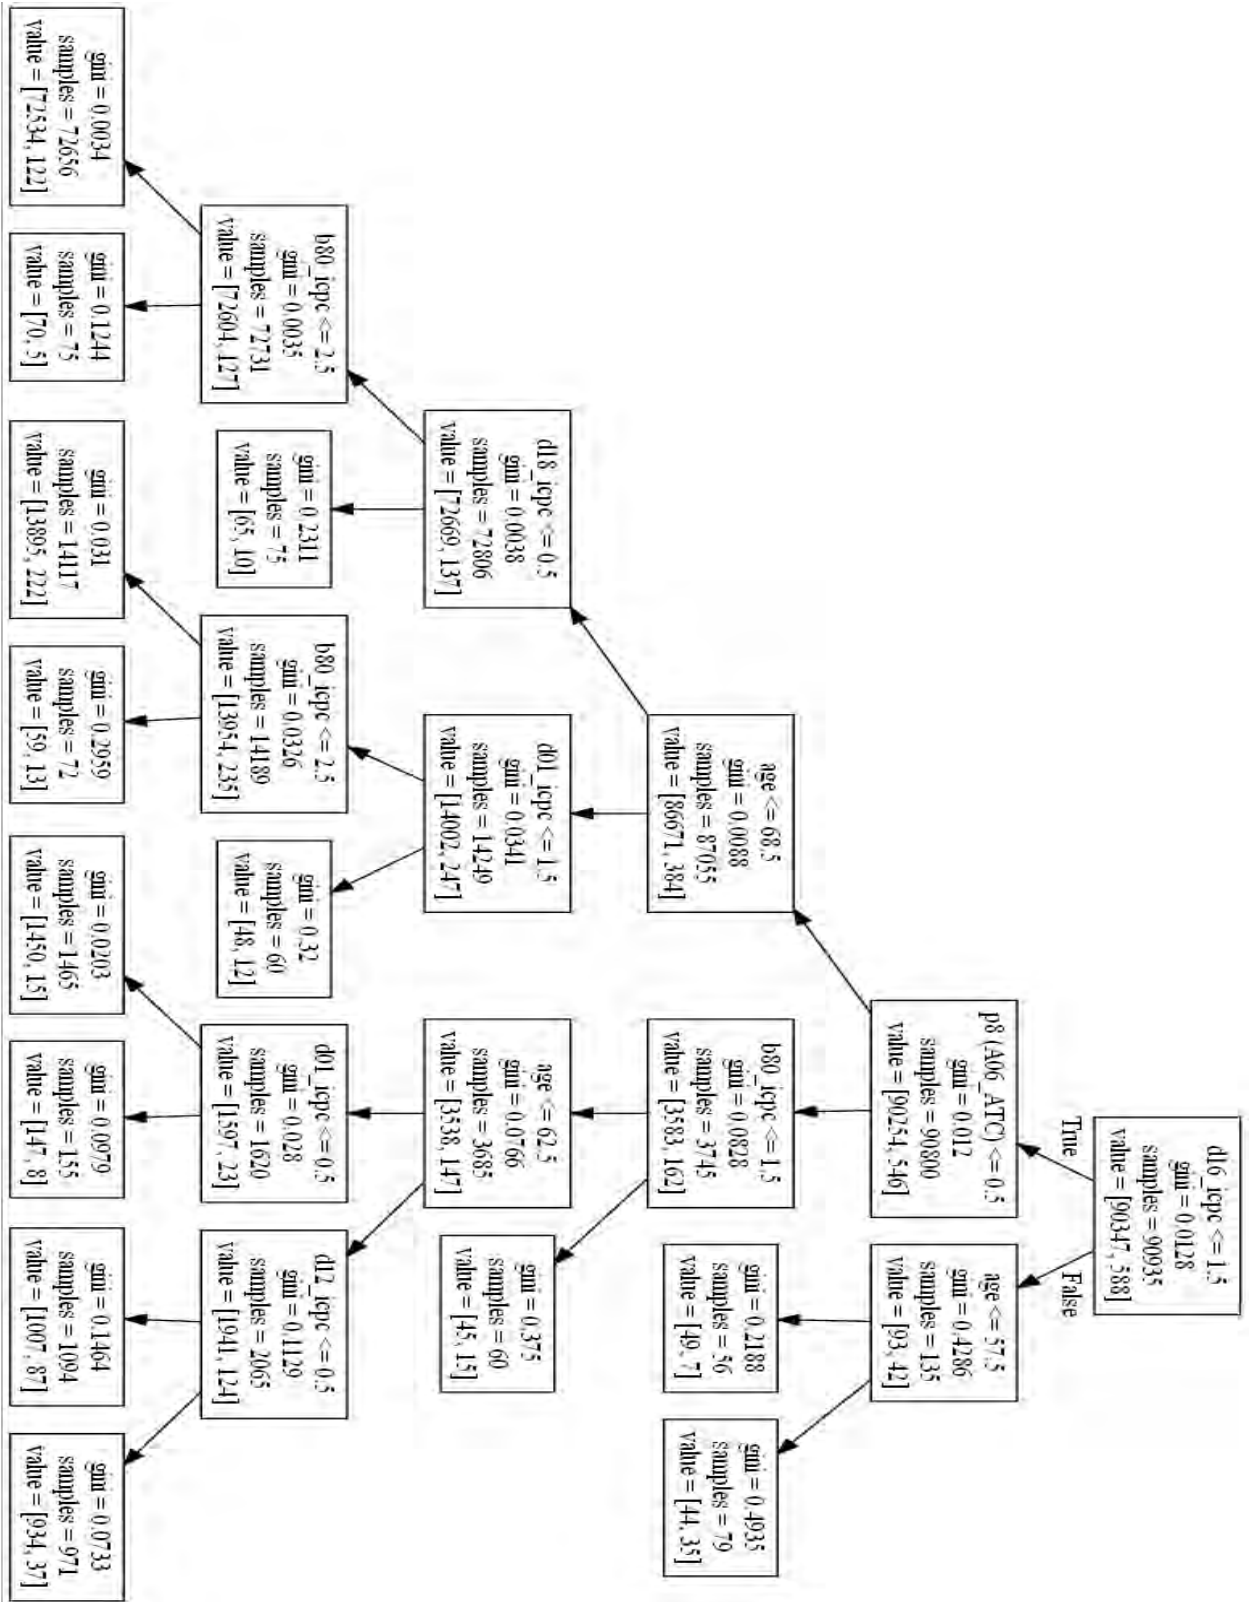 d16_icpc <= 1.5
gini = 0.0128
samples = 90935
value = [90347, 588]
True
False
p8 (A06_ATC) <= 0.5
gini = 0.012
samples = 90800
value = [90254, 546]
age <= 57.5
gini = 0.4286
samples = 135
value = [93, 42]
age <= 68.5
gini = 0.0088
samples = 87055
value = [86671, 384]
b80_icpc <= 1.5
gini = 0.0828
samples = 3745
value = [3583, 162]
gini = 0.2188
samples = 56
value = [49, 7]
gini = 0.4935
samples = 79
value = [44, 35]
d18_icpc <= 0.5
gini = 0.0038
samples = 72806
value = [72669, 137]
d01_icpc <= 1.5
gini = 0.0341
samples = 14249
value = [14002, 247]
age <= 62.5
gini = 0.0766
samples = 3685
value = [3538, 147]
gini = 0.375
samples = 60
value = [45, 15]
b80_icpc <= 2.5
gini = 0.0035
samples = 72731
value = [72604, 127]
gini = 0.2311
samples = 75
value = [65, 10]
b80_icpc <= 2.5
gini = 0.0326
samples = 14189
value = [13954, 235]
gini = 0.32
samples = 60
value = [48, 12]
d01_icpc <= 0.5
gini = 0.028
samples = 1620
value = [1597, 23]
d12_icpc <= 0.5
gini = 0.1129
samples = 2065
value = [1941, 124]
gini = 0.0034
samples = 72656
value = [72534, 122]
gini = 0.1244
samples = 75
value = [70, 5]
gini = 0.031
samples = 14117
value = [13895, 222]
gini = 0.2959
samples = 72
value = [59, 13]
gini = 0.0203
samples = 1465
value = [1450, 15]
gini = 0.0979
samples = 155
value = [147, 8]
gini = 0.1464
samples = 1094
value = [1007, 87]
gini = 0.0733
samples = 971
value = [934, 37]